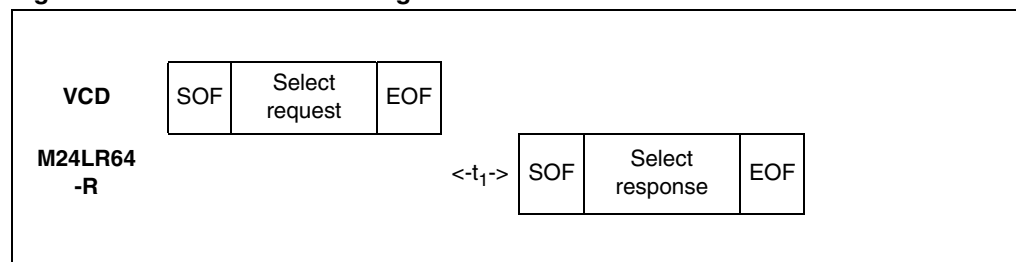 VCD
SOF
Select
request
EOF
M24LR64
-R
<-t₁->
SOF
Select
response
EOF